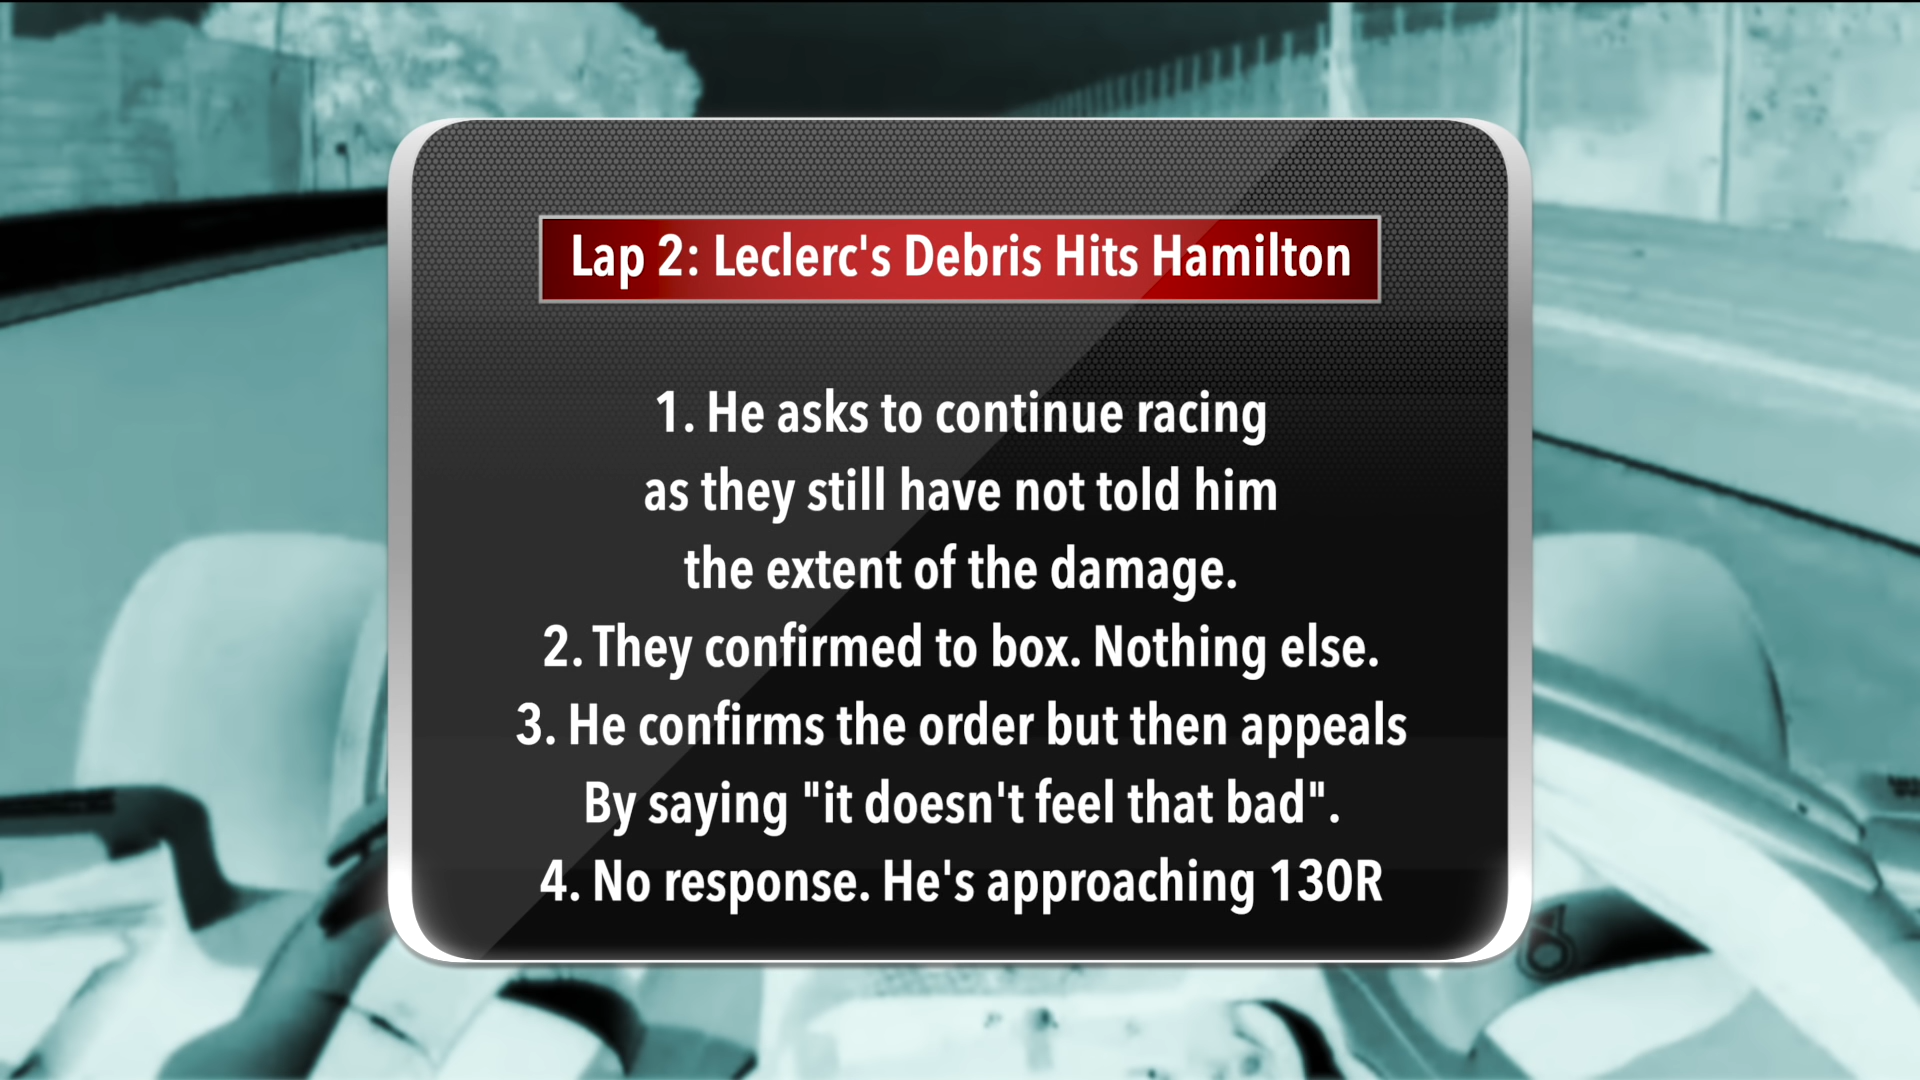 Lap 2: Leclerc's Debris Hits Hamilton
1. He asks to continue racing
as they still have not told him
the extent of the damage.
2. They confirmed to box. Nothing else.
3. He confirms the order but then appeals
By saying "it doesn't feel that bad".
4. No response. He's approaching 130R